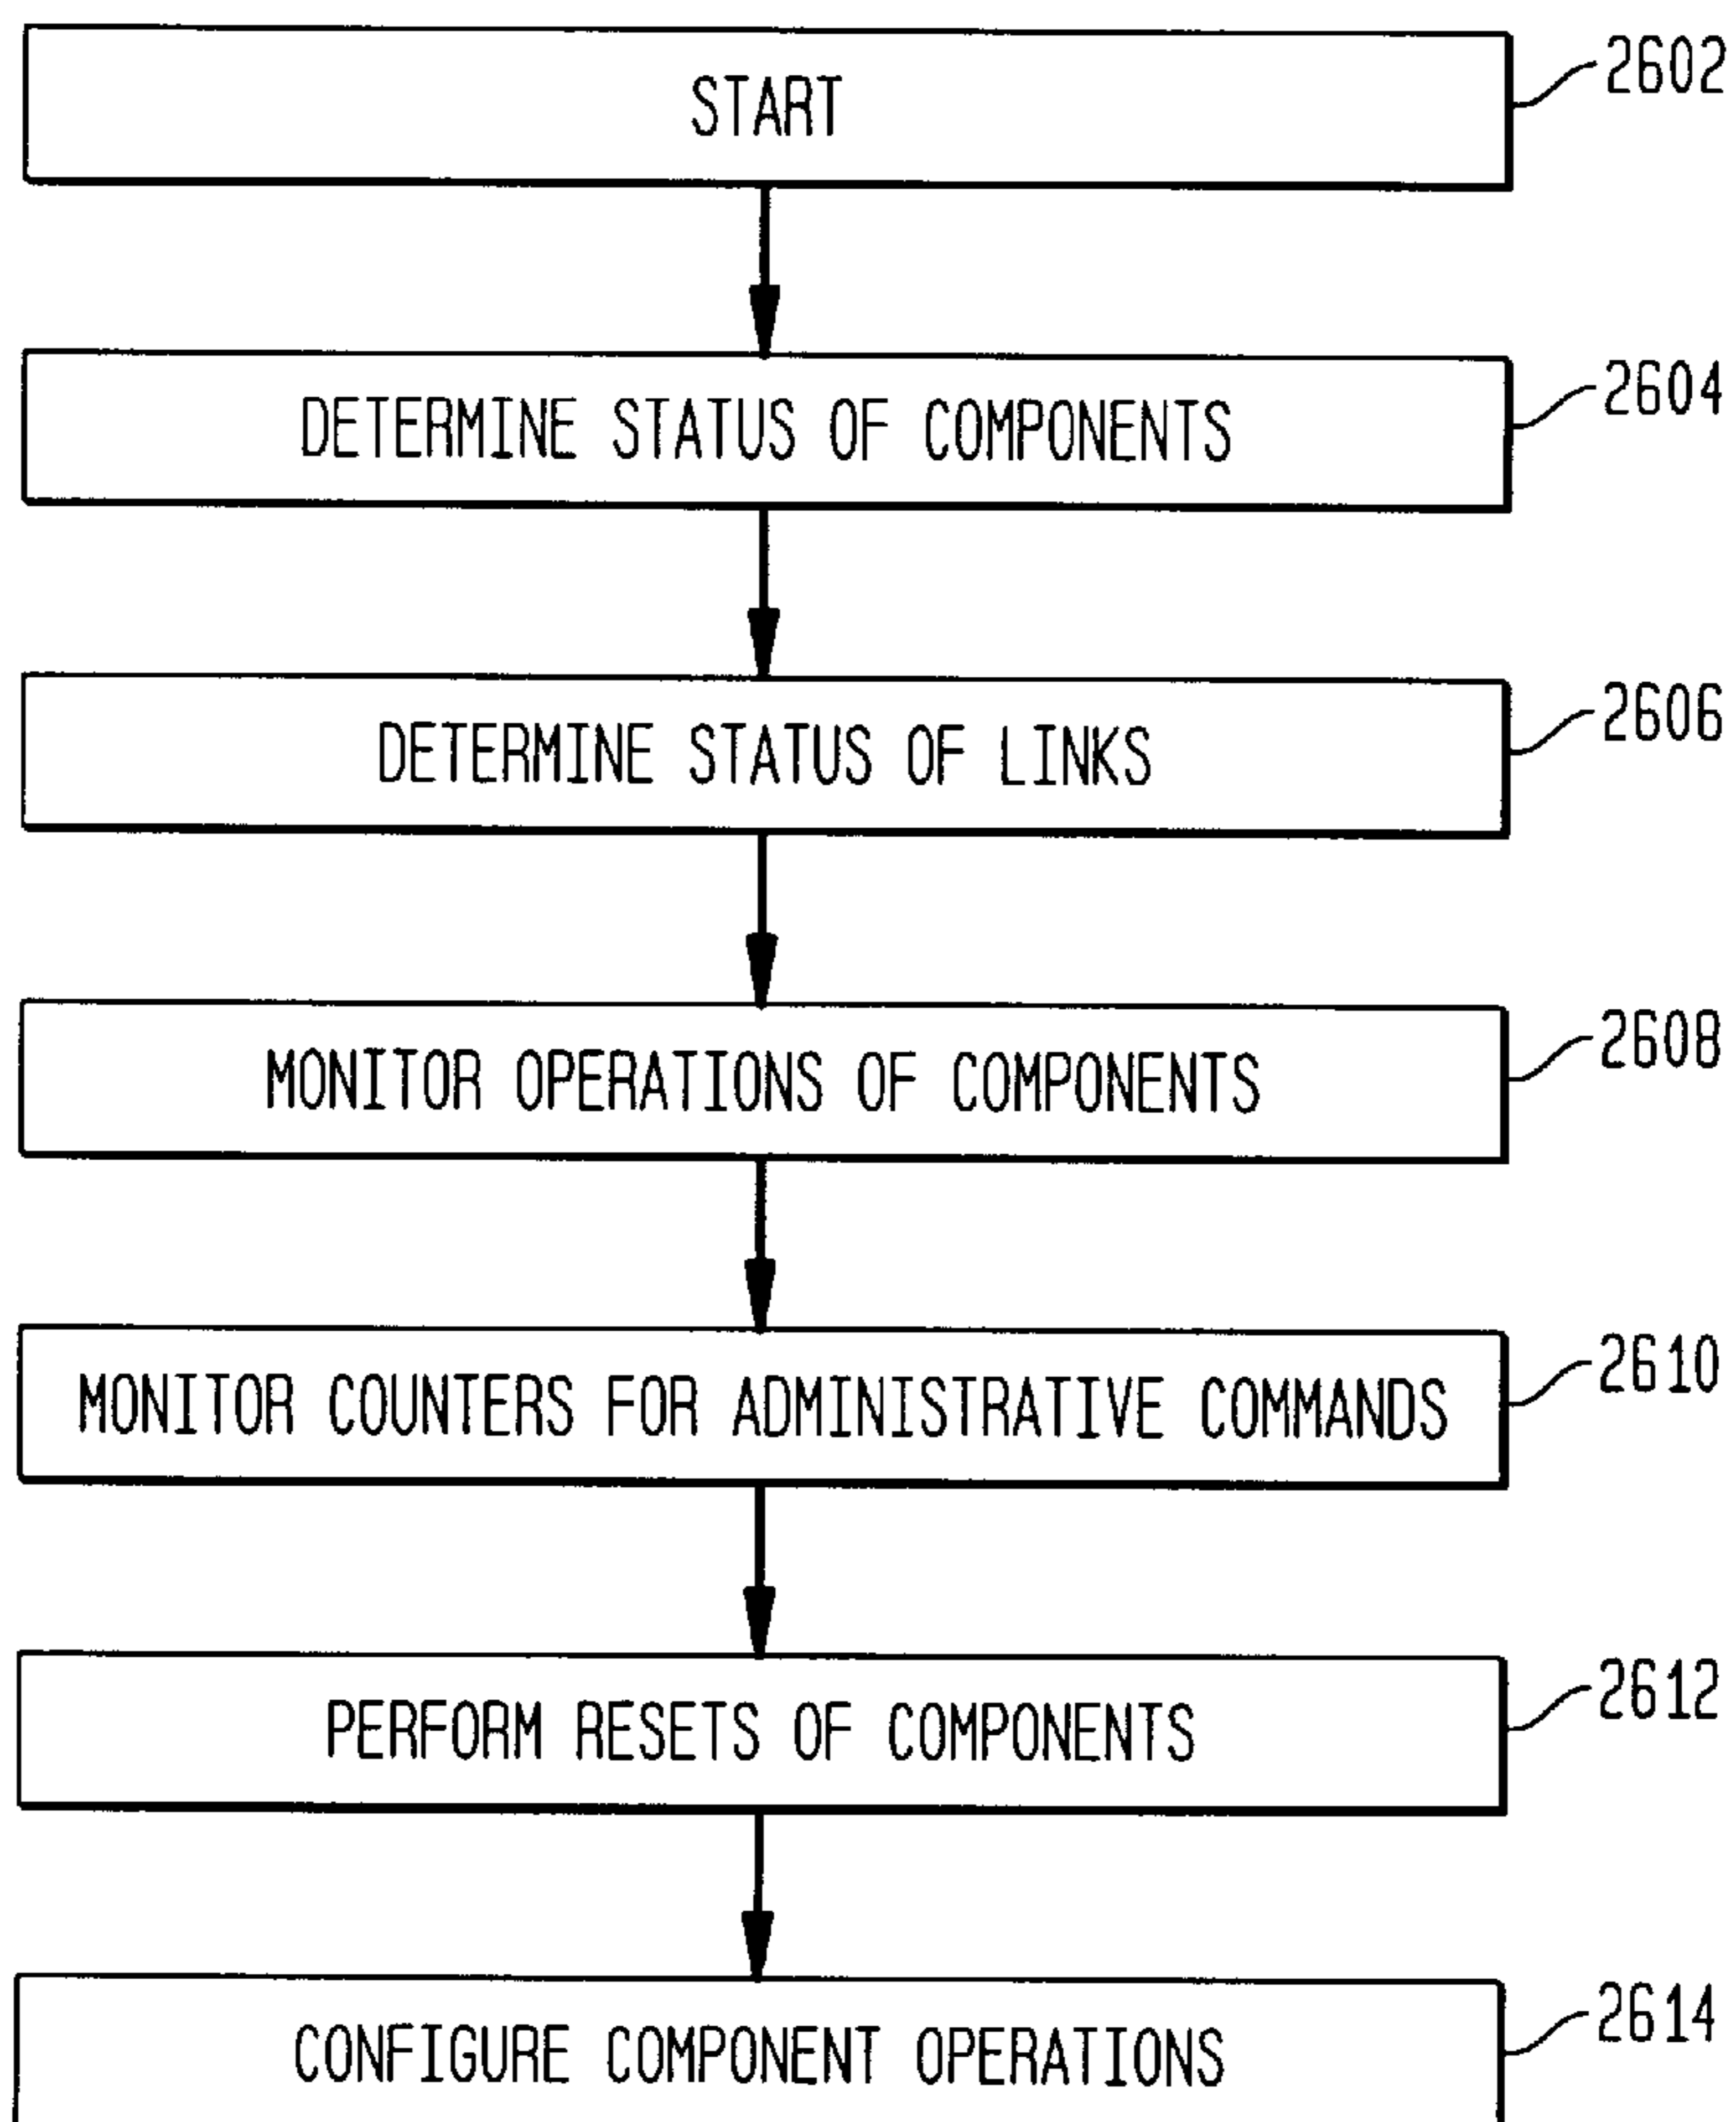 START
2602
DETERMINE STATUS OF COMPONENTS
2604
DETERMINE STATUS OF LINKS
2606
MONITOR OPERATIONS OF COMPONENTS
2608
MONITOR COUNTERS FOR ADMINISTRATIVE COMMANDS
2610
PERFORM RESETS OF COMPONENTS
2612
CONFIGURE COMPONENT OPERATIONS
2614